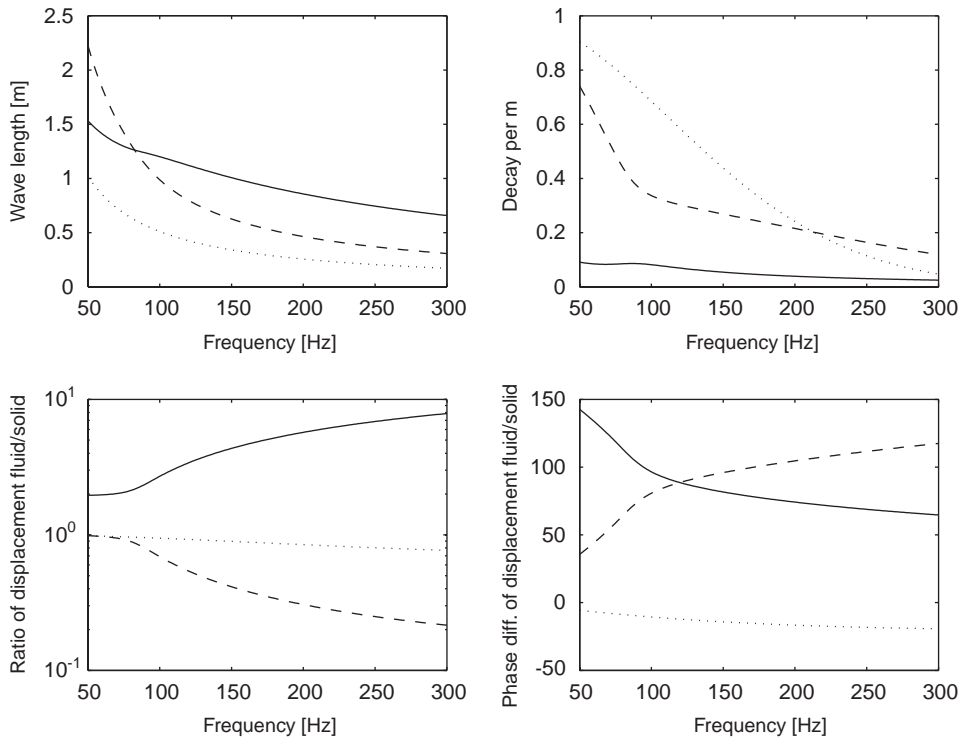 2.5
2
1.5
1
0.5
0
Wave length [m]
50 100 150 200 250 300
Frequency [Hz]
1
0.8
0.6
0.4
0.2
0
Decay per m
50 100 150 200 250 300
Frequency [Hz]
10^1
10^0
10^-1
Ratio of displacement fluid/solid
50 100 150 200 250 300
Frequency [Hz]
150
100
50
0
-50
Phase diff. of displacement fluid/solid
50 100 150 200 250 300
Frequency [Hz]